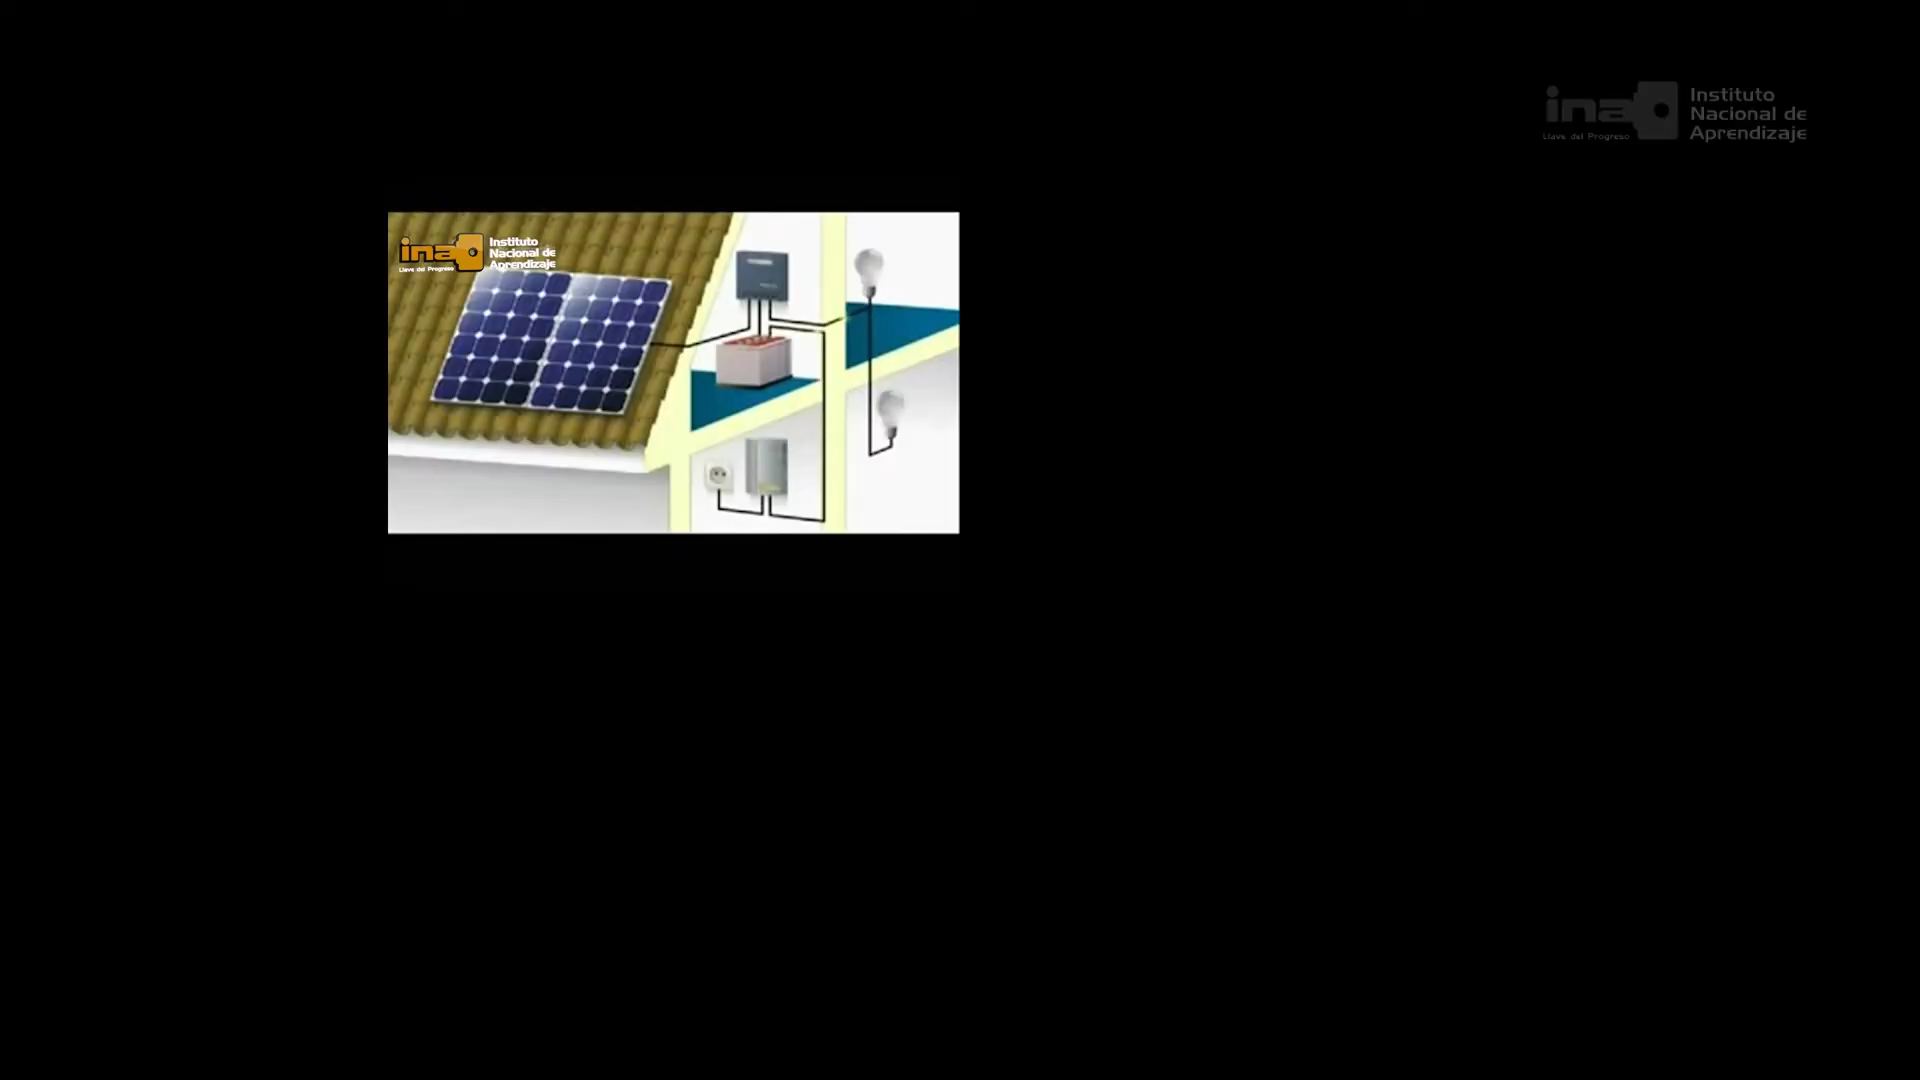 ina
Llave del Progreso
Instituto
Nacional de
Aprendizaje
ina
Llave del Progreso
Instituto
Nacional de
Aprendizaje